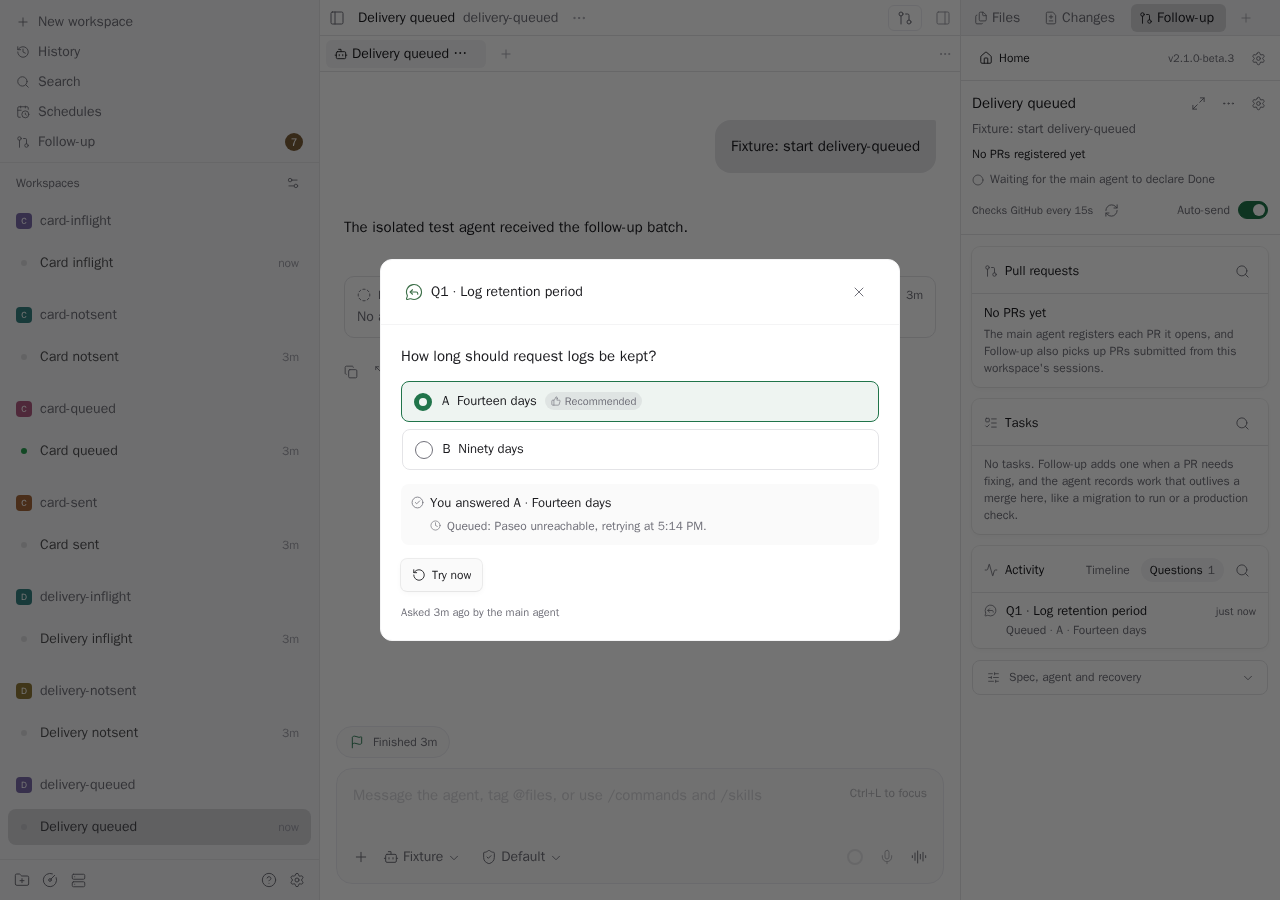 New workspace
History
Search
Schedules
Follow-up 7
Workspaces
C card-inflight
Card inflight now
C card-notsent
Card notsent 3m
C card-queued
Card queued 3m
C card-sent
Card sent 3m
D delivery-inflight
Delivery inflight 3m
D delivery-notsent
Delivery notsent 3m
D delivery-queued
Delivery queued now
Delivery queued delivery-queued
Delivery queued
Fixture: start delivery-queued
The isolated test agent received the follow-up batch.
3m
No
Q1 · Log retention period
How long should request logs be kept?
A Fourteen days Recommended
B Ninety days
You answered A · Fourteen days
Queued: Paseo unreachable, retrying at 5:14 PM.
Try now
Asked 3m ago by the main agent
Finished 3m
Message the agent, tag @files, or use /commands and /skills
Ctrl+L to focus
Fixture Default
Files Changes Follow-up
Home v2.1.0-beta.3
Delivery queued
Fixture: start delivery-queued
No PRs registered yet
Waiting for the main agent to declare Done
Checks GitHub every 15s Auto-send
Pull requests
No PRs yet
The main agent registers each PR it opens, and
Follow-up also picks up PRs submitted from this
workspace's sessions.
Tasks
No tasks. Follow-up adds one when a PR needs
fixing, and the agent records work that outlives a
merge here, like a migration to run or a production
check.
Activity Timeline Questions 1
Q1 · Log retention period just now
Queued · A · Fourteen days
Spec, agent and recovery